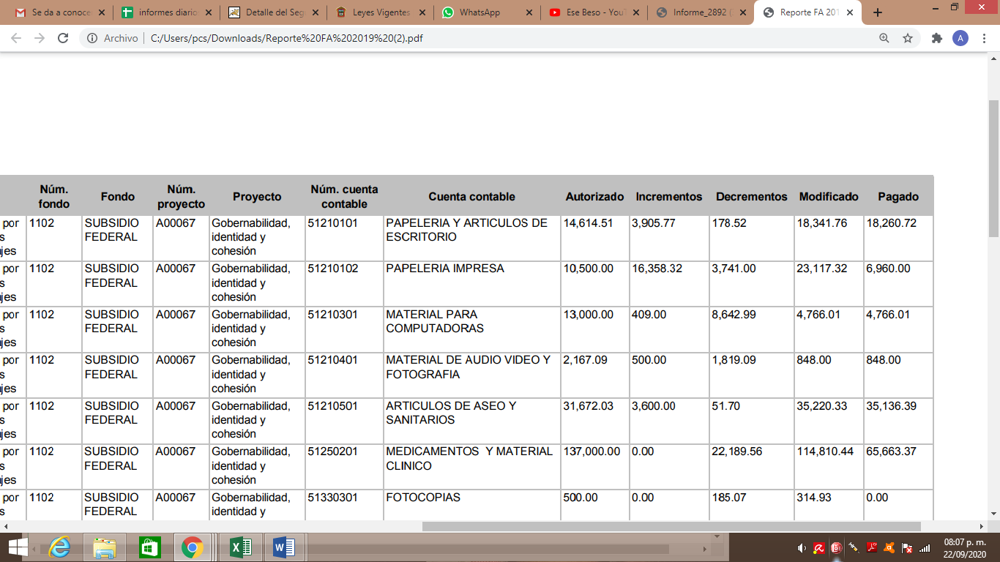 Se da a conoce
informes diario
Detalle del Seg
Leyes Vigentes
WhatsApp
Ese Beso - You
Informe_2892 (
Reporte FA 201
Archivo | C:/Users/pcs/Downloads/Reporte%20FA%202019%20(2).pdf
A
Núm. fondo Fondo Núm. proyecto Proyecto Núm. cuenta contable Cuenta contable Autorizado Incrementos Decrementos Modificado Pagado
por 1102 SUBSIDIO A00067 Gobernabilidad, 51210101 PAPELERIA Y ARTICULOS DE 14,614.51 3,905.77 178.52 18,341.76 18,260.72
s FEDERAL identidad y ESCRITORIO
jes cohesión
por 1102 SUBSIDIO A00067 Gobernabilidad, 51210102 PAPELERIA IMPRESA 10,500.00 16,358.32 3,741.00 23,117.32 6,960.00
s FEDERAL identidad y
jes cohesión
por 1102 SUBSIDIO A00067 Gobernabilidad, 51210301 MATERIAL PARA 13,000.00 409.00 8,642.99 4,766.01 4,766.01
s FEDERAL identidad y COMPUTADORAS
jes cohesión
por 1102 SUBSIDIO A00067 Gobernabilidad, 51210401 MATERIAL DE AUDIO VIDEO Y 2,167.09 500.00 1,819.09 848.00 848.00
s FEDERAL identidad y FOTOGRAFIA
jes cohesión
por 1102 SUBSIDIO A00067 Gobernabilidad, 51210501 ARTICULOS DE ASEO Y 31,672.03 3,600.00 51.70 35,220.33 35,136.39
s FEDERAL identidad y SANITARIOS
jes cohesión
por 1102 SUBSIDIO A00067 Gobernabilidad, 51250201 MEDICAMENTOS Y MATERIAL 137,000.00 0.00 22,189.56 114,810.44 65,663.37
s FEDERAL identidad y CLINICO
jes cohesión
por 1102 SUBSIDIO A00067 Gobernabilidad, 51330301 FOTOCOPIAS 500.00 0.00 185.07 314.93 0.00
s FEDERAL identidad y
08:07 p. m.
22/09/2020